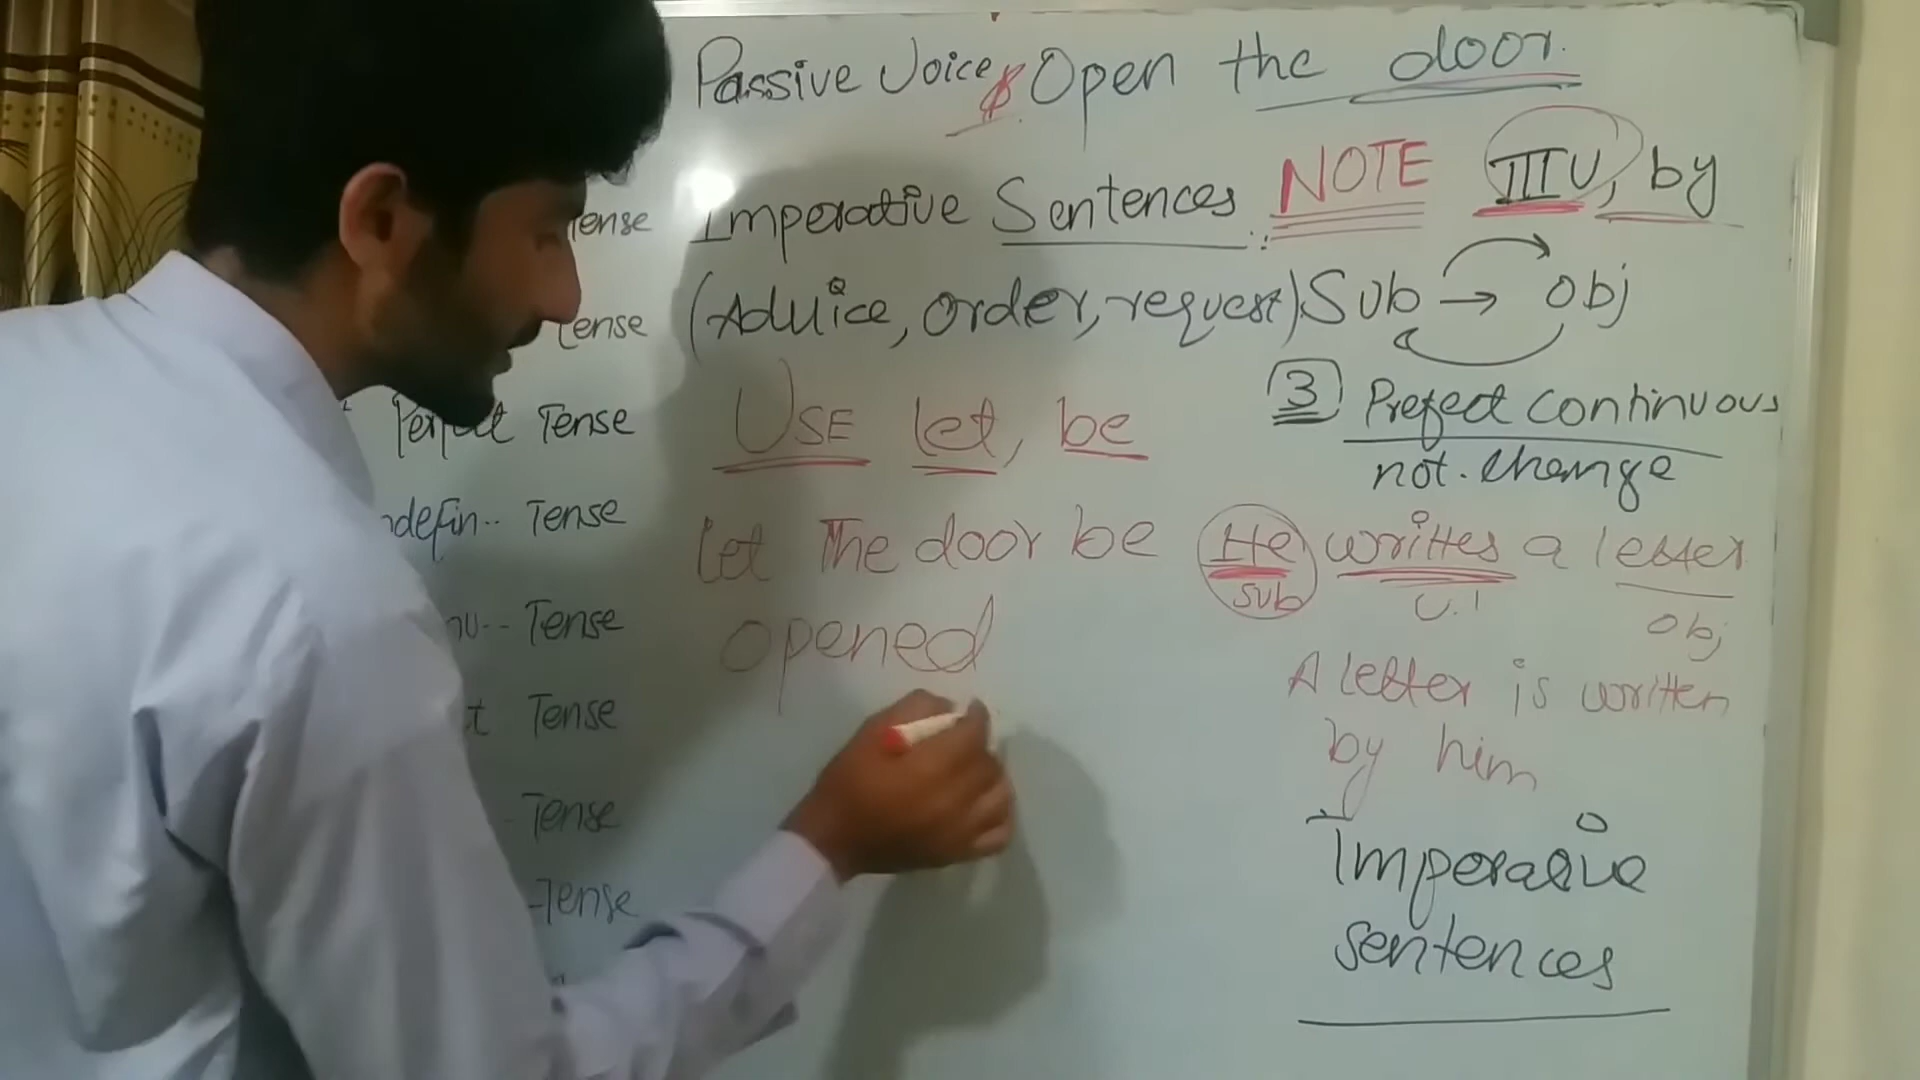 Passive Voice Open the door.
Imperative Sentences : NOTE III V, by
(Advice, order, request) Sub → obj
USE let, be
let The door be
opened
3 Prefect continuous
not. change
He writtes a letter
Sub V.1 obj
A letter is written
by him
Imperative
sentences
Tense
Tense
Perfect Tense
Tense
Tense
Tense
Tense
Tense